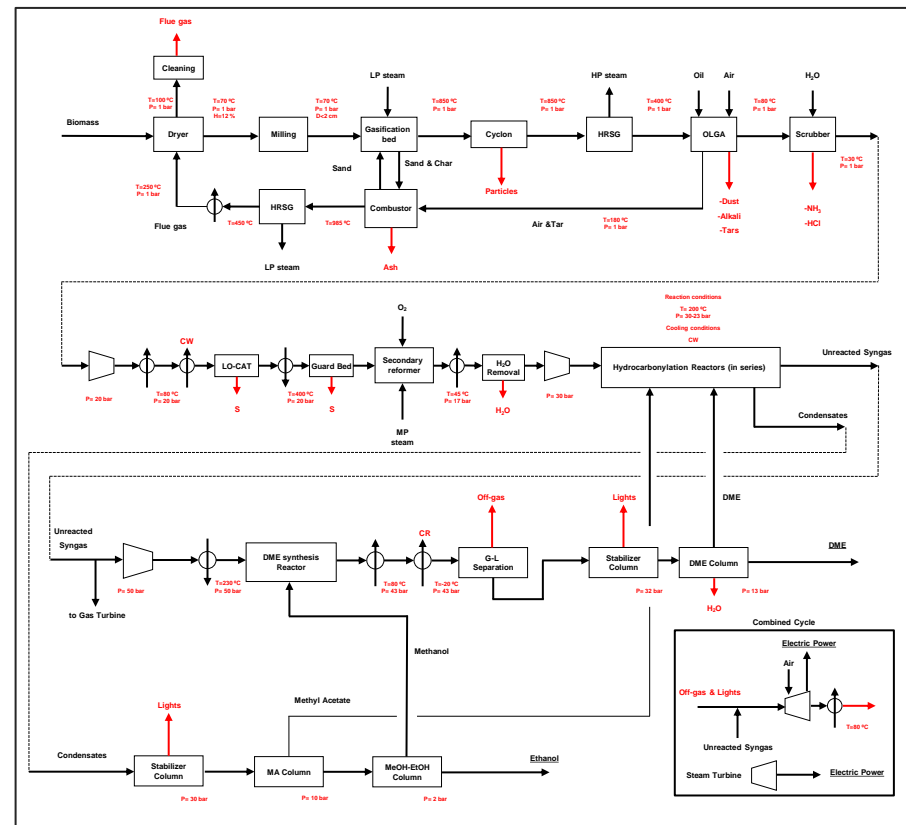 Flue gas
Cleaning
LP steam
HP steam
Oil
Air
H2O
T=100 ºC
P= 1 bar
T=70 ºC
P= 1 bar
H=12 %
T=70 ºC
P= 1 bar
D<2 cm
T=850 ºC
P= 1 bar
T=850 ºC
P= 1 bar
T=400 ºC
P= 1 bar
T=80 ºC
P= 1 bar
Biomass
Dryer
Milling
Gasification
bed
Cyclon
HRSG
OLGA
Scrubber
T=30 ºC
P= 1 bar
Sand
Sand & Char
Particles
T=250 ºC
P= 1 bar
HRSG
Combustor
-Dust
-Alkali
-Tars
-NH3
-HCl
Flue gas
T=450 ºC
T=985 ºC
Air &Tar
T=180 ºC
P= 1 bar
LP steam
Ash
Reaction conditions
T= 200 ºC
P= 30-23 bar
Cooling conditions
CW
O2
CW
LO-CAT
Guard Bed
Secondary
reformer
H2O
Removal
Hydrocarbonylation Reactors (in series)
Unreacted Syngas
P= 20 bar
T=80 ºC
P= 20 bar
T=400 ºC
P= 20 bar
T=45 ºC
P= 17 bar
P= 30 bar
S
S
H2O
MP
steam
Condensates
Off-gas
Lights
DME
Unreacted
Syngas
CR
DME synthesis
Reactor
G-L
Separation
Stabilizer
Column
DME Column
DME
P= 50 bar
T=230 ºC
P= 50 bar
T=80 ºC
P= 43 bar
T=-20 ºC
P= 43 bar
P= 32 bar
P= 13 bar
to Gas Turbine
H2O
Combined Cycle
Electric Power
Methanol
Air
Off-gas & Lights
T=80 ºC
Unreacted Syngas
Steam Turbine
Electric Power
Methyl Acetate
Lights
Condensates
Stabilizer
Column
MA Column
MeOH-EtOH
Column
Ethanol
P= 30 bar
P= 10 bar
P= 2 bar